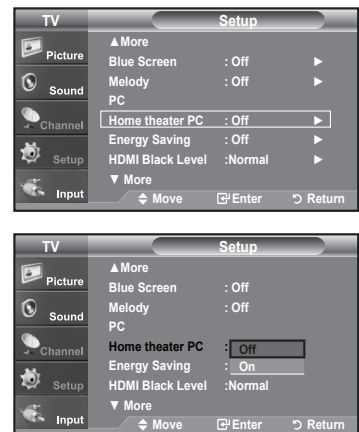 TV Setup
Picture
Sound
Channel
Setup
Input
▲More
Blue Screen : Off ►
Melody : Off ►
PC
Home theater PC : Off ►
Energy Saving : Off ►
HDMI Black Level :Normal ►
▼ More
Move Enter Return
TV Setup
Picture
Sound
Channel
Setup
Input
▲More
Blue Screen : Off
Melody : Off
PC
Home theater PC : Off
Energy Saving : On
HDMI Black Level :Normal
▼ More
Move Enter Return